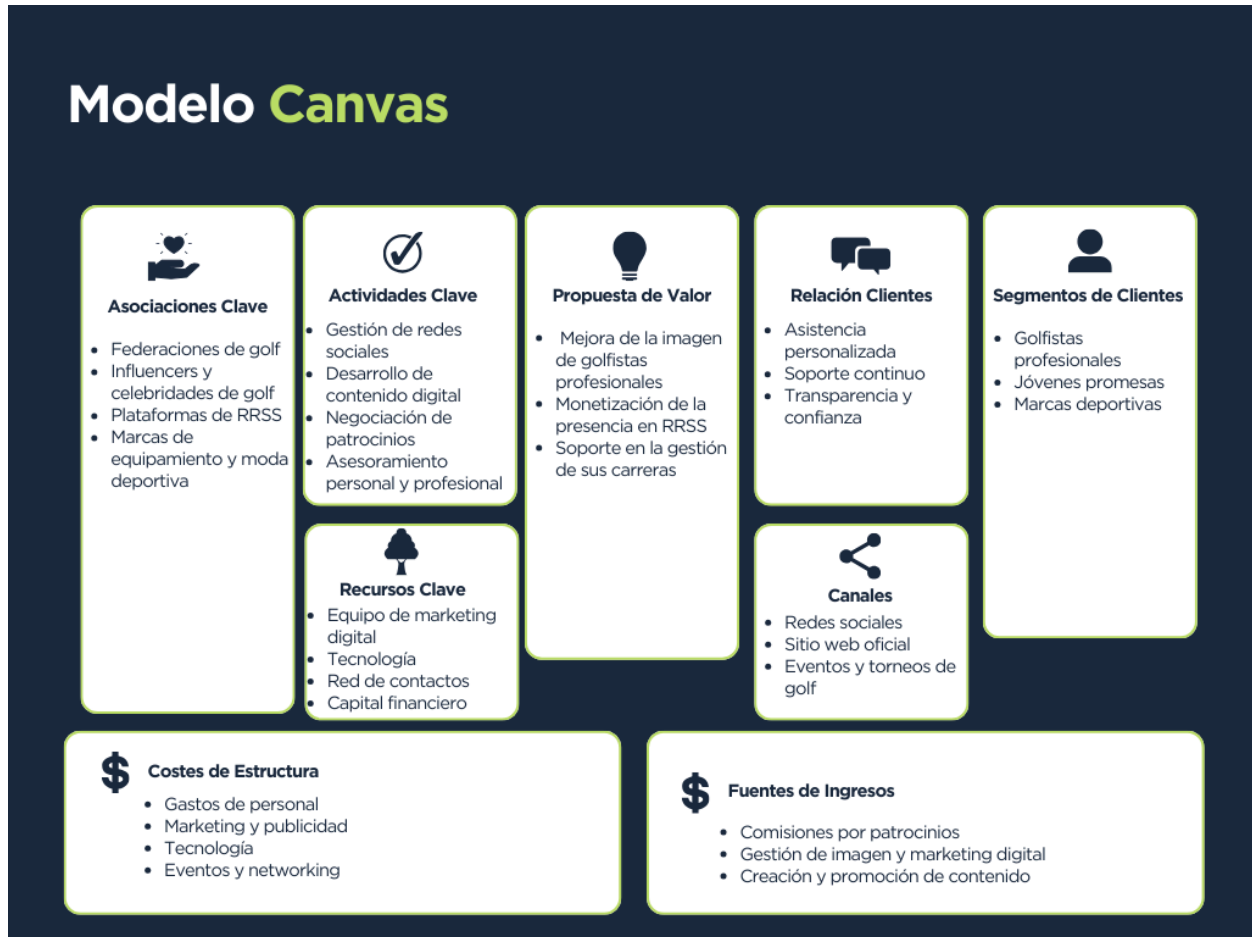 Modelo Canvas
Asociaciones Clave
Federaciones de golf
Influencers y
celebridades de golf
Plataformas de RRSS
Marcas de
equipamiento y moda
deportiva
Actividades Clave
Gestión de redes
sociales
Desarrollo de
contenido digital
Negociación de
patrocinios
Asesoramiento
personal y profesional
Recursos Clave
Equipo de marketing
digital
Tecnología
Red de contactos
Capital financiero
Propuesta de Valor
Mejora de la imagen
de golfistas
profesionales
Monetización de la
presencia en RRSS
Soporte en la gestión
de sus carreras
Relación Clientes
Asistencia
personalizada
Soporte continuo
Transparencia y
confianza
Canales
Redes sociales
Sitio web oficial
Eventos y torneos de
golf
Segmentos de Clientes
Golfistas
profesionales
Jóvenes promesas
Marcas deportivas
$ Costes de Estructura
Gastos de personal
Marketing y publicidad
Tecnología
Eventos y networking
$ Fuentes de Ingresos
Comisiones por patrocinios
Gestión de imagen y marketing digital
Creación y promoción de contenido